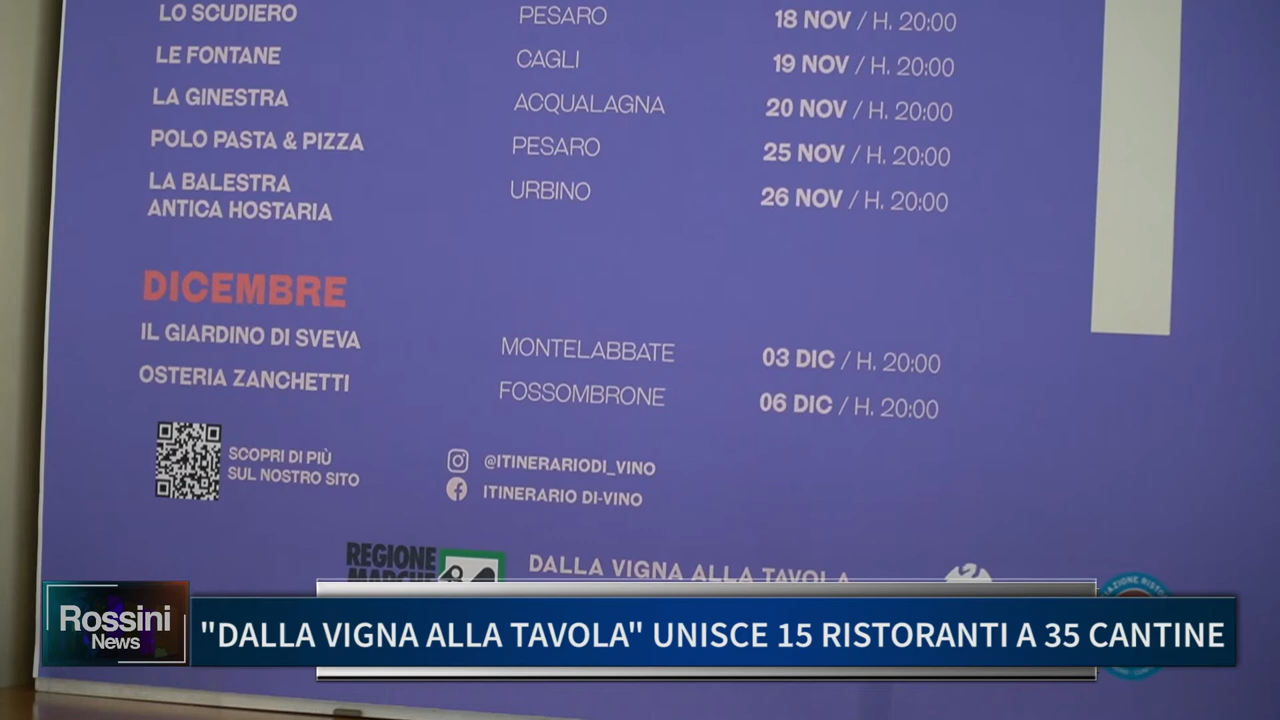 LO SCUDIERO PESARO 18 NOV / H. 20:00
LE FONTANE CAGLI 19 NOV / H. 20:00
LA GINESTRA ACQUALAGNA 20 NOV / H. 20:00
POLO PASTA & PIZZA PESARO 25 NOV / H. 20:00
LA BALESTRA
ANTICA HOSTARIA URBINO 26 NOV / H. 20:00
DICEMBRE
IL GIARDINO DI SVEVA MONTELABBATE 03 DIC / H. 20:00
OSTERIA ZANCHETTI FOSSOMBRONE 06 DIC / H. 20:00
SCOPRI DI PIÙ
SUL NOSTRO SITO
@ITINERARIODI_VINO
ITINERARIO DI-VINO
REGIONE
MARCHE
DALLA VIGNA ALLA TAVOLA
Rossini
News
"DALLA VIGNA ALLA TAVOLA" UNISCE 15 RISTORANTI A 35 CANTINE